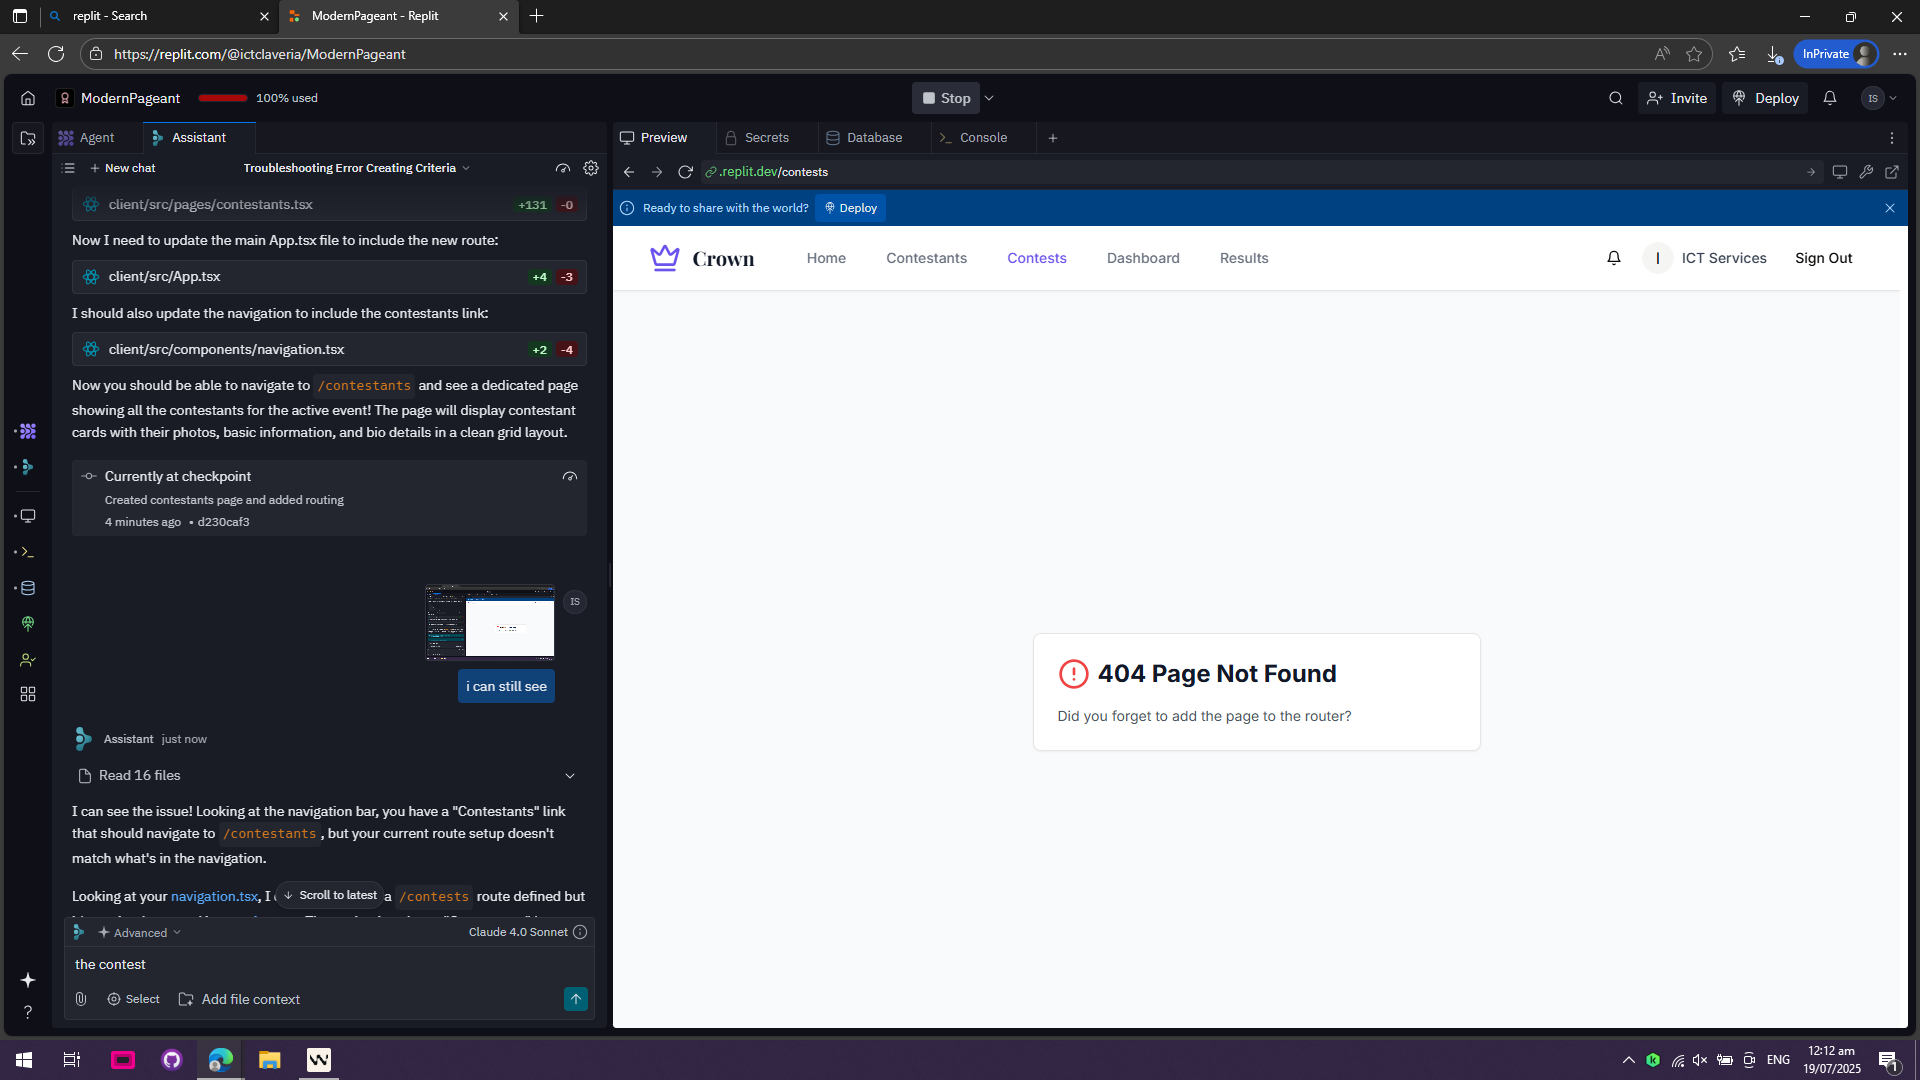 replit - Search
ModernPageant - Replit
https://replit.com/@ictclaveria/ModernPageant
InPrivate
ModernPageant
100% used
Stop
Invite
Deploy
IS
Agent
Assistant
New chat
Troubleshooting Error Creating Criteria
client/src/pages/contestants.tsx
+131 -0
Now I need to update the main App.tsx file to include the new route:
client/src/App.tsx
+4 -3
I should also update the navigation to include the contestants link:
client/src/components/navigation.tsx
+2 -4
Now you should be able to navigate to /contestants and see a dedicated page
showing all the contestants for the active event! The page will display contestant
cards with their photos, basic information, and bio details in a clean grid layout.
Currently at checkpoint
Created contestants page and added routing
4 minutes ago • d230caf3
IS
i can still see
Assistant just now
Read 16 files
I can see the issue! Looking at the navigation bar, you have a "Contestants" link
that should navigate to /contestants, but your current route setup doesn't
match what's in the navigation.
Looking at your navigation.tsx, I
Scroll to latest
a /contests route defined but
Advanced
Claude 4.0 Sonnet
the contest
Select
Add file context
Preview
Secrets
Database
Console
.replit.dev/contests
Ready to share with the world?
Deploy
Crown
Home
Contestants
Contests
Dashboard
Results
I
ICT Services
Sign Out
404 Page Not Found
Did you forget to add the page to the router?
ENG
12:12 am
19/07/2025
1